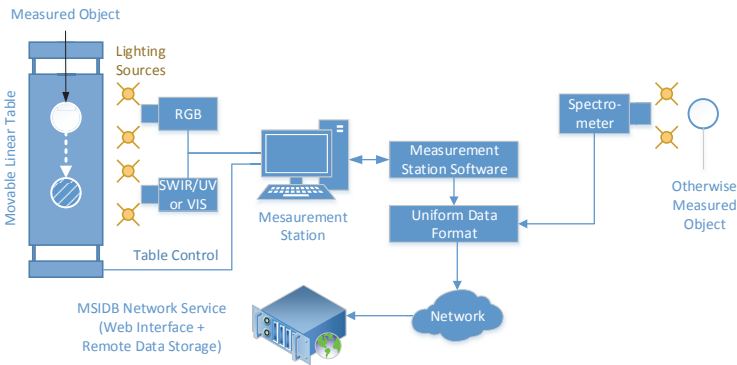 Measured Object
Lighting
Sources
Movable Linear Table
RGB
SWIR/UV
or VIS
Table Control
Mesaurement
Station
Measurement
Station Software
Uniform Data
Format
Spectro-
meter
Otherwise
Measured
Object
Network
MSIDB Network Service
(Web Interface +
Remote Data Storage)